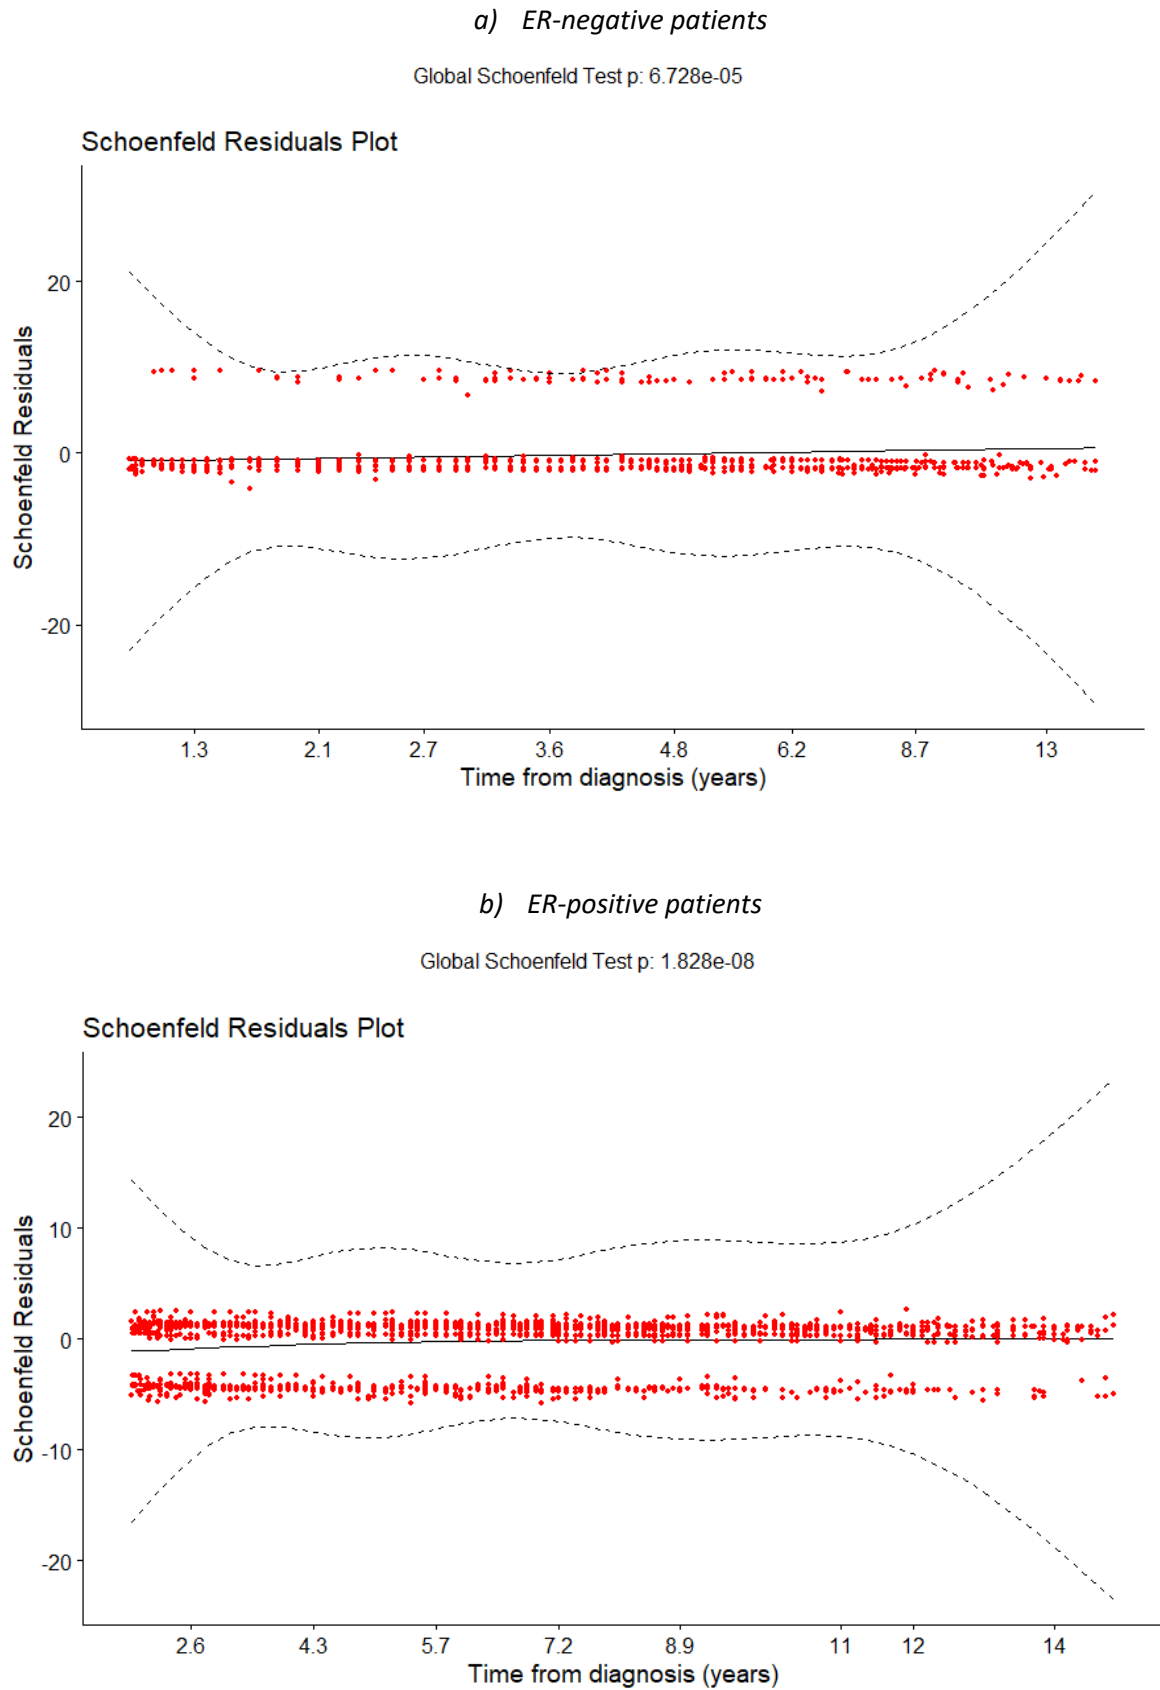 a) ER-negative patients
Global Schoenfeld Test p: 6.728e-05
Schoenfeld Residuals Plot
Schoenfeld Residuals
20
0
-20
1.3 2.1 2.7 3.6 4.8 6.2 8.7 13
Time from diagnosis (years)
b) ER-positive patients
Global Schoenfeld Test p: 1.828e-08
Schoenfeld Residuals Plot
Schoenfeld Residuals
20
10
0
-10
-20
2.6 4.3 5.7 7.2 8.9 11 12 14
Time from diagnosis (years)